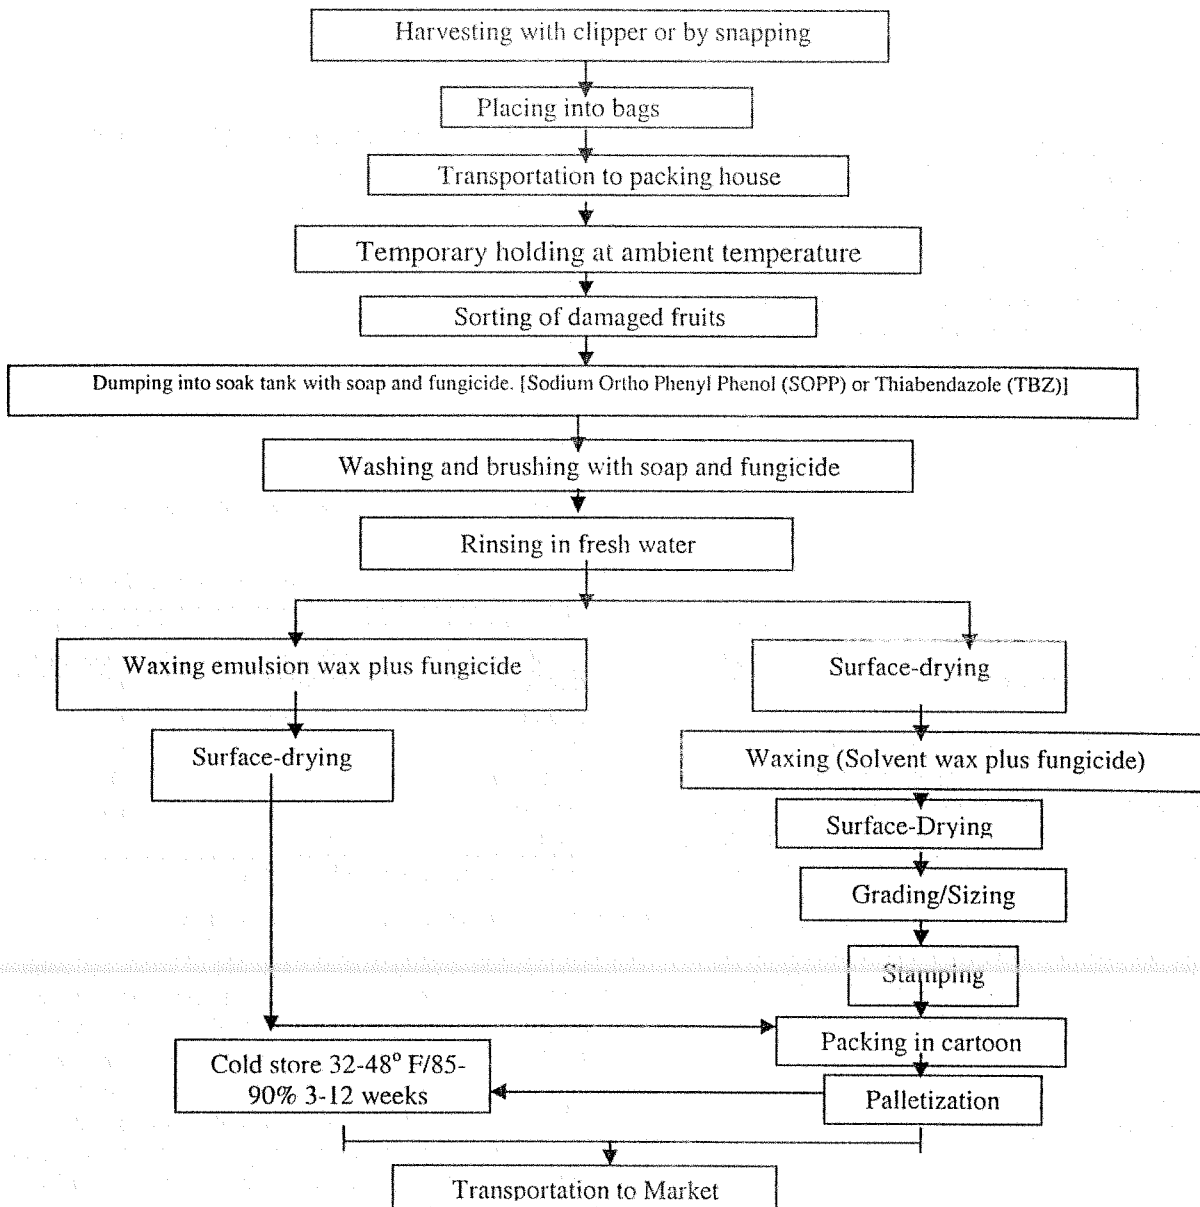 Harvesting with clipper or by snapping
Placing into bags
Transportation to packing house
Temporary holding at ambient temperature
Sorting of damaged fruits
Dumping into soak tank with soap and fungicide. [Sodium Ortho Phenyl Phenol (SOPP) or Thiabendazole (TBZ)]
Washing and brushing with soap and fungicide
Rinsing in fresh water
Waxing emulsion wax plus fungicide
Surface-drying
Surface-drying
Waxing (Solvent wax plus fungicide)
Surface-Drying
Grading/Sizing
Stamping
Packing in cartoon
Cold store 32-48° F/85-
90% 3-12 weeks
Palletization
Transportation to Market